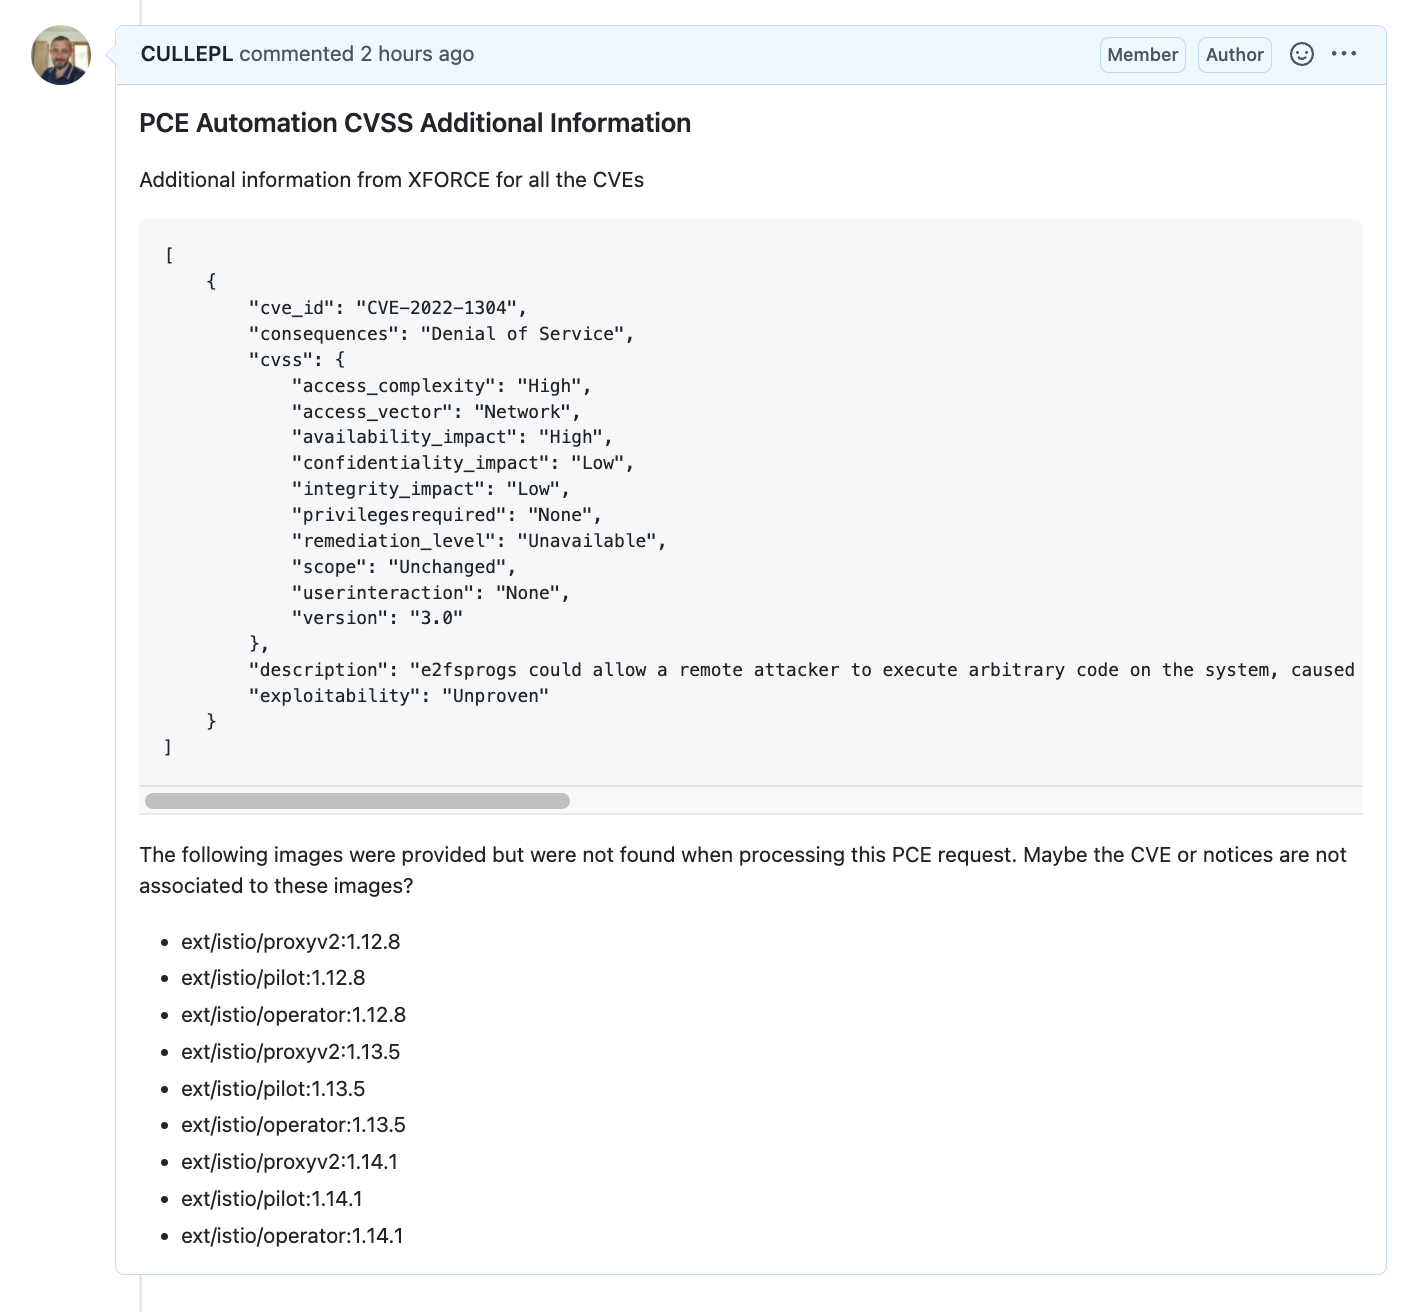 CULLEPL commented 2 hours ago Member Author
PCE Automation CVSS Additional Information
Additional information from XFORCE for all the CVEs
[
    {
        "cve_id": "CVE-2022-1304",
        "consequences": "Denial of Service",
        "cvss": {
            "access_complexity": "High",
            "access_vector": "Network",
            "availability_impact": "High",
            "confidentiality_impact": "Low",
            "integrity_impact": "Low",
            "privilegesrequired": "None",
            "remediation_level": "Unavailable",
            "scope": "Unchanged",
            "userinteraction": "None",
            "version": "3.0"
        },
        "description": "e2fsprogs could allow a remote attacker to execute arbitrary code on the system, caused
        "exploitability": "Unproven"
    }
]
The following images were provided but were not found when processing this PCE request. Maybe the CVE or notices are not
associated to these images?
• ext/istio/proxyv2:1.12.8
• ext/istio/pilot:1.12.8
• ext/istio/operator:1.12.8
• ext/istio/proxyv2:1.13.5
• ext/istio/pilot:1.13.5
• ext/istio/operator:1.13.5
• ext/istio/proxyv2:1.14.1
• ext/istio/pilot:1.14.1
• ext/istio/operator:1.14.1